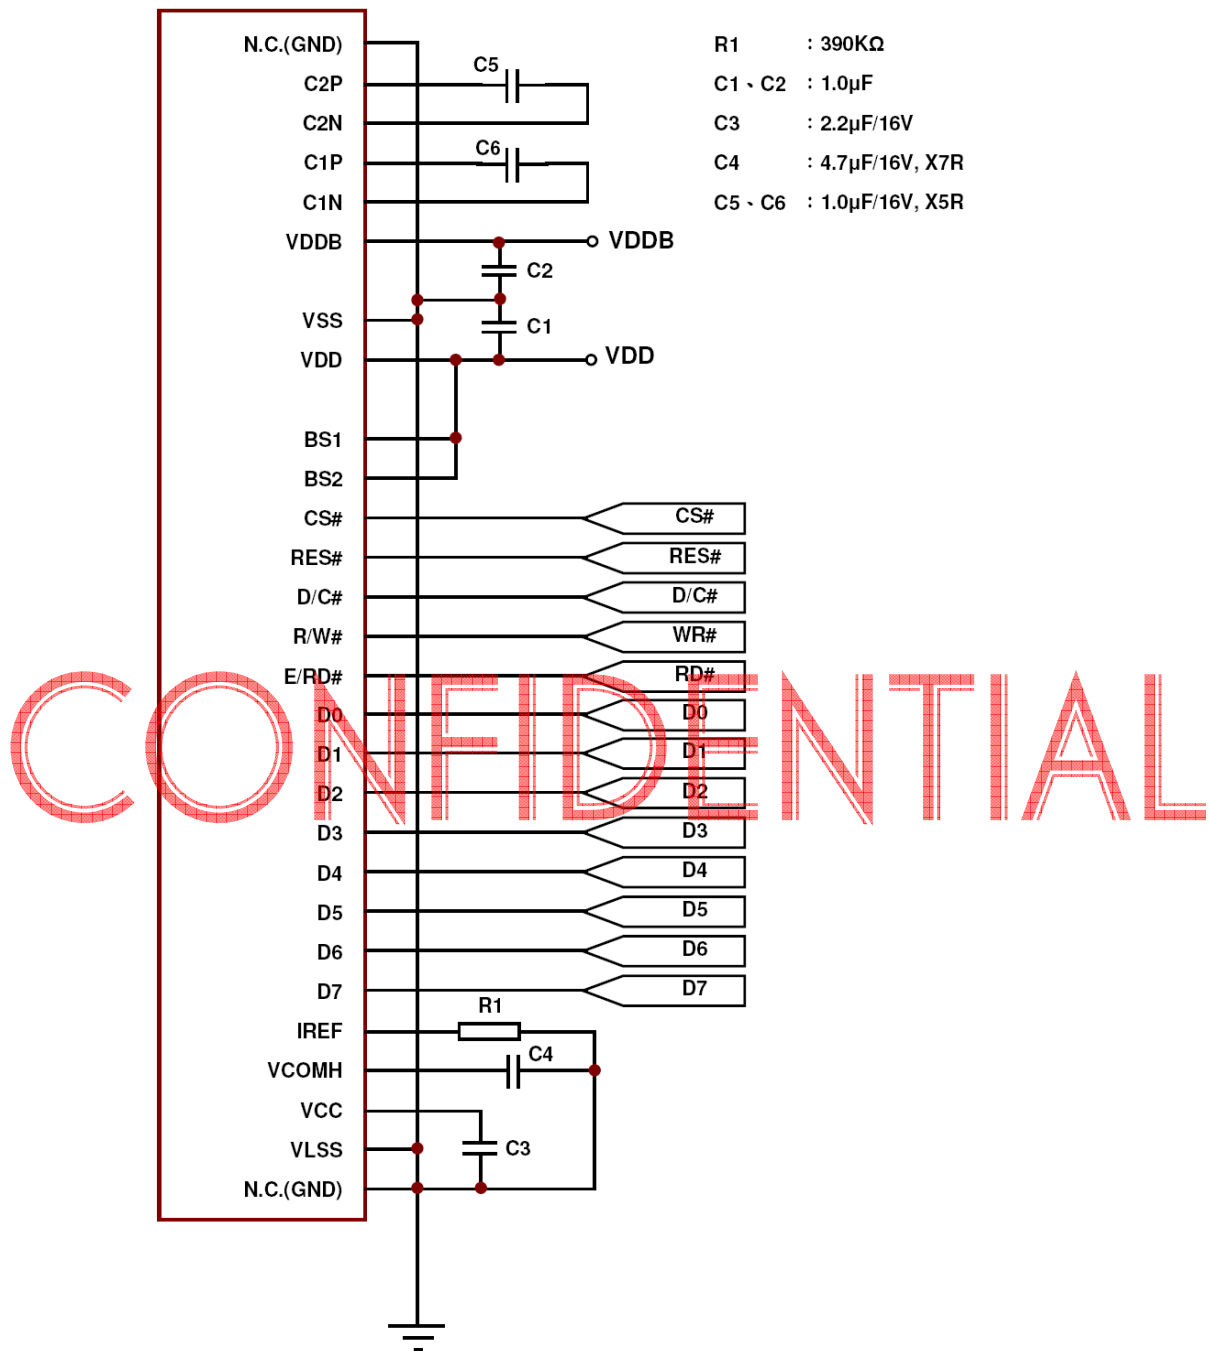 N.C.(GND)
C2P
C2N
C1P
C1N
VDDB
VSS
VDD
BS1
BS2
CS#
RES#
D/C#
R/W#
E/RD#
D0
D1
D2
D3
D4
D5
D6
D7
IREF
VCOMH
VCC
VLSS
N.C.(GND)
C5
C6
VDDB
C2
C1
VDD
CS#
RES#
D/C#
WR#
RD#
D0
D1
D2
D3
D4
D5
D6
D7
R1
C4
C3
R1 : 390KΩ
C1、C2 : 1.0μF
C3 : 2.2μF/16V
C4 : 4.7μF/16V, X7R
C5、C6 : 1.0μF/16V, X5R
CONFIDENTIAL